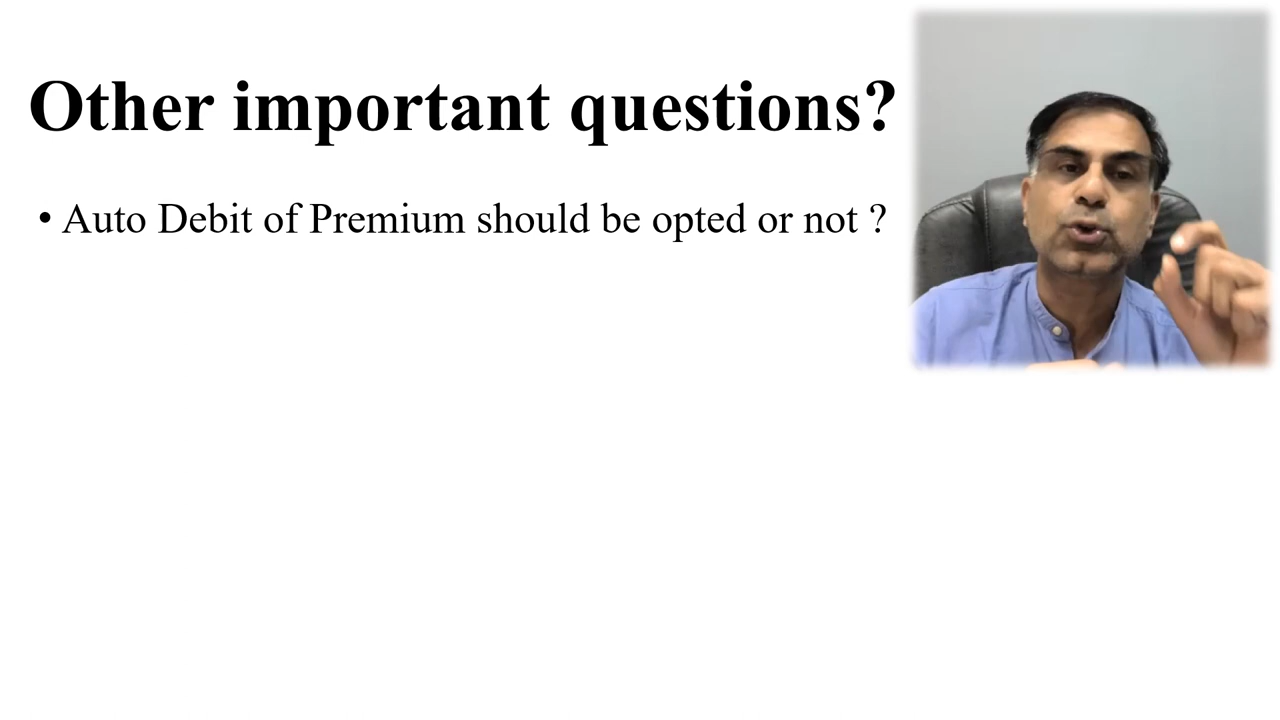 Other important questions?
• Auto Debit of Premium should be opted or not ?